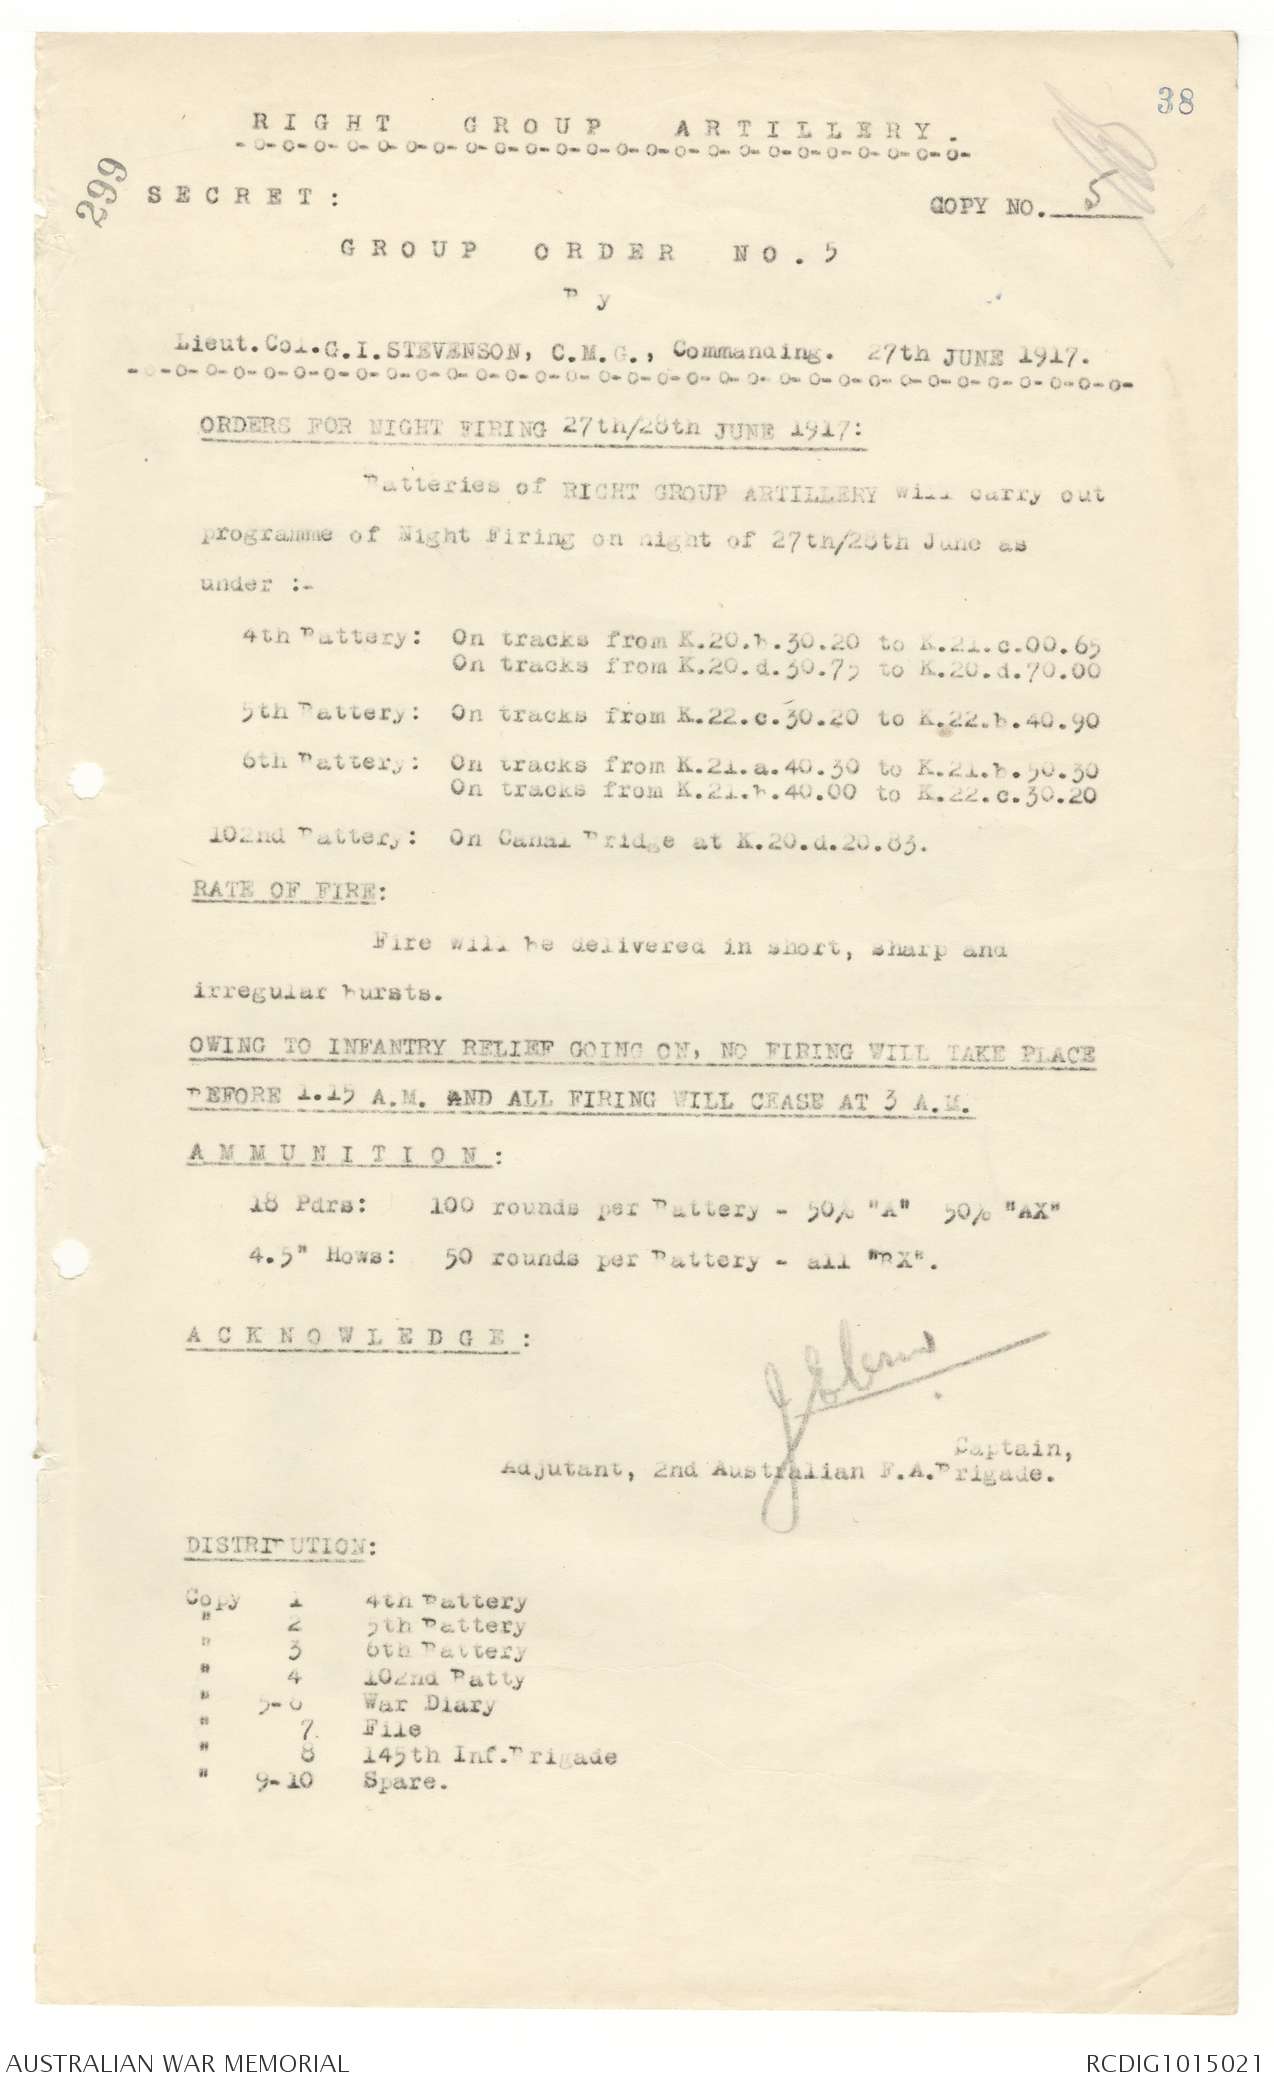 38
RIGHT GROUP ARTILLERY.
-o-o-o-o-o-o-o-o-o-o-o-o-o-o-o-o-o-o-o-o-o-o-o-o-
299
SECRET:
COPY NO. 5
GROUP ORDER NO. 5
By
Lieut.Col.G.I.STEVENSON, C.M.G., Commanding. 27th JUNE 1917.
-o-o-o-o-o-o-o-o-o-o-o-o-o-o-o-o-o-o-o-o-o-o-o-o-o-o-o-o-o-o-o-o-o-
ORDERS FOR NIGHT FIRING 27th/28th JUNE 1917:
Batteries of RIGHT GROUP ARTILLERY will carry out
programme of Night Firing on night of 27th/28th June as
under :-
4th Battery: On tracks from K.20.b.30.20 to K.21.c.00.65
On tracks from K.20.d.30.75 to K.20.d.70.00
5th Battery: On tracks from K.22.c.30.20 to K.22.b.40.90
6th Battery: On tracks from K.21.a.40.30 to K.21.b.50.30
On tracks from K.21.b.40.00 to K.22.c.30.20
102nd Battery: On Canal Bridge at K.20.d.20.83.
RATE OF FIRE:
Fire will be delivered in short, sharp and
irregular bursts.
OWING TO INFANTRY RELIEF GOING ON, NO FIRING WILL TAKE PLACE
BEFORE 1.15 A.M. AND ALL FIRING WILL CEASE AT 3 A.M.
AMMUNITION:
18 Pdrs: 100 rounds per Battery - 50% "A" 50% "AX"
4.5" Hows: 50 rounds per Battery - all "BX".
ACKNOWLEDGE:
Captain,
Adjutant, 2nd Australian F.A.Brigade.
DISTRIBUTION:
Copy 1 4th Battery
" 2 5th Battery
" 3 6th Battery
" 4 102nd Batty
" 5-6 War Diary
" 7. File
" 8 145th Inf.Brigade
" 9-10 Spare.
AUSTRALIAN WAR MEMORIAL
RCDIG1015021